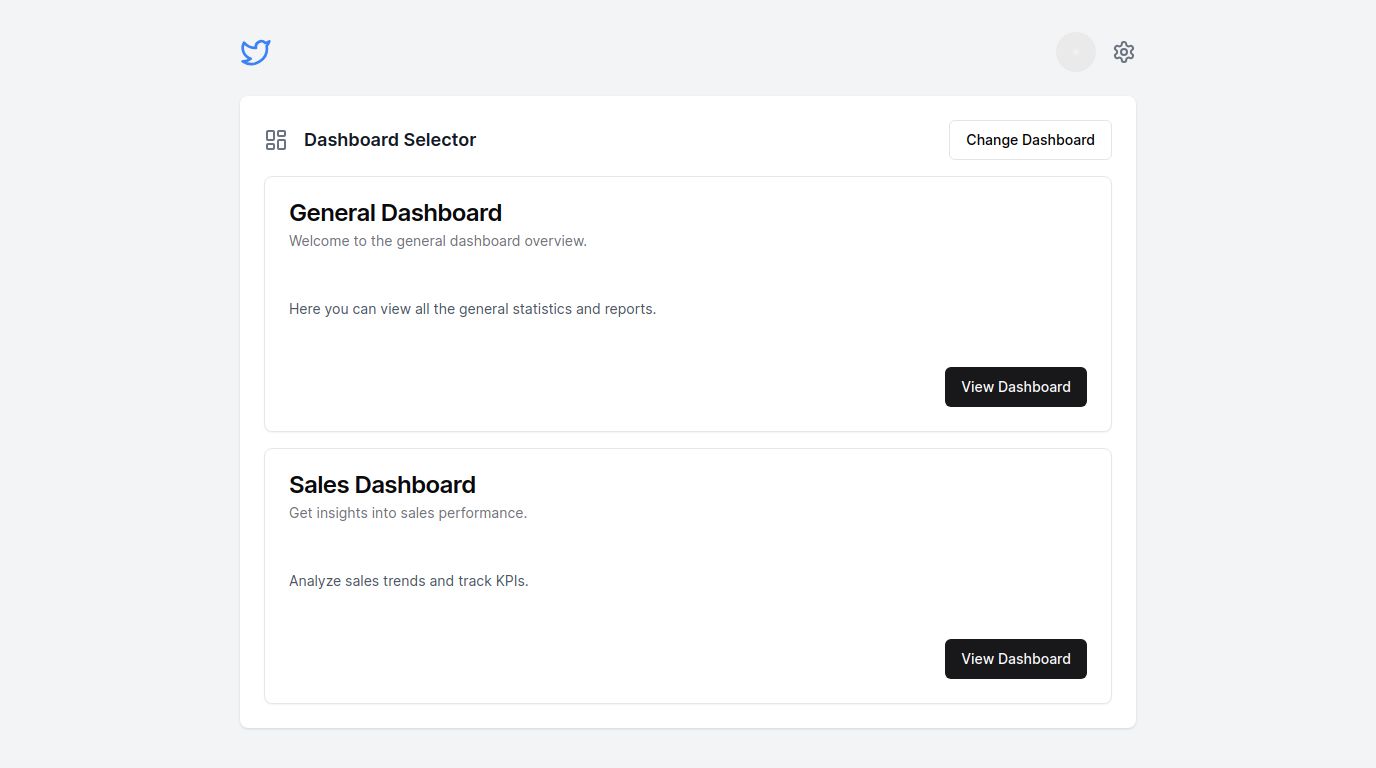 Dashboard Selector
Change Dashboard
General Dashboard
Welcome to the general dashboard overview.
Here you can view all the general statistics and reports.
View Dashboard
Sales Dashboard
Get insights into sales performance.
Analyze sales trends and track KPIs.
View Dashboard